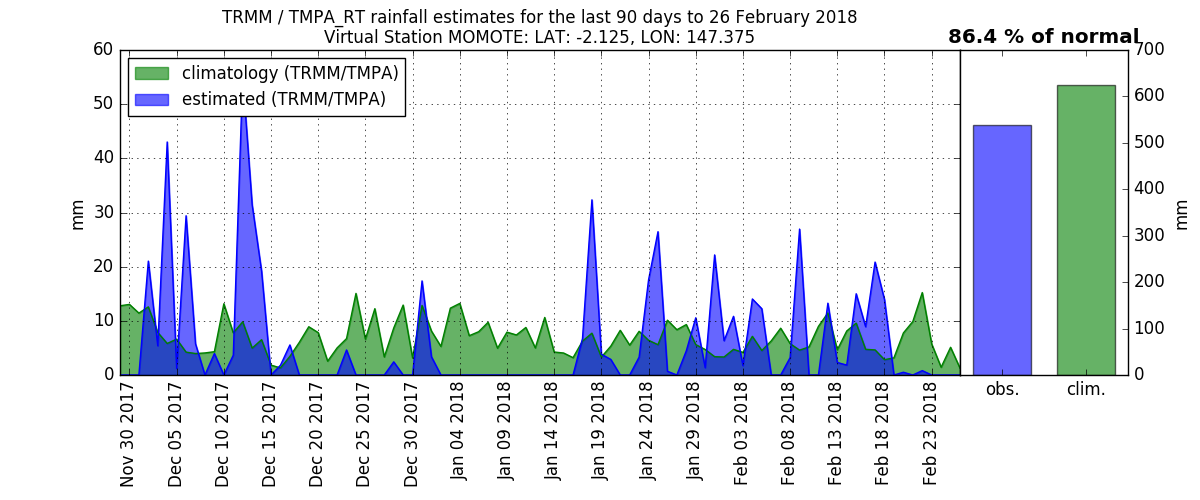 TRMM / TMPA_RT rainfall estimates for the last 90 days to 26 February 2018
Virtual Station MOMOTE: LAT: -2.125, LON: 147.375
86.4 % of normal
climatology (TRMM/TMPA)
estimated (TRMM/TMPA)
60
50
40
30
20
10
0
mm
700
600
500
400
300
200
100
0
mm
Nov 30 2017
Dec 05 2017
Dec 10 2017
Dec 15 2017
Dec 20 2017
Dec 25 2017
Dec 30 2017
Jan 04 2018
Jan 09 2018
Jan 14 2018
Jan 19 2018
Jan 24 2018
Jan 29 2018
Feb 03 2018
Feb 08 2018
Feb 13 2018
Feb 18 2018
Feb 23 2018
obs.
clim.